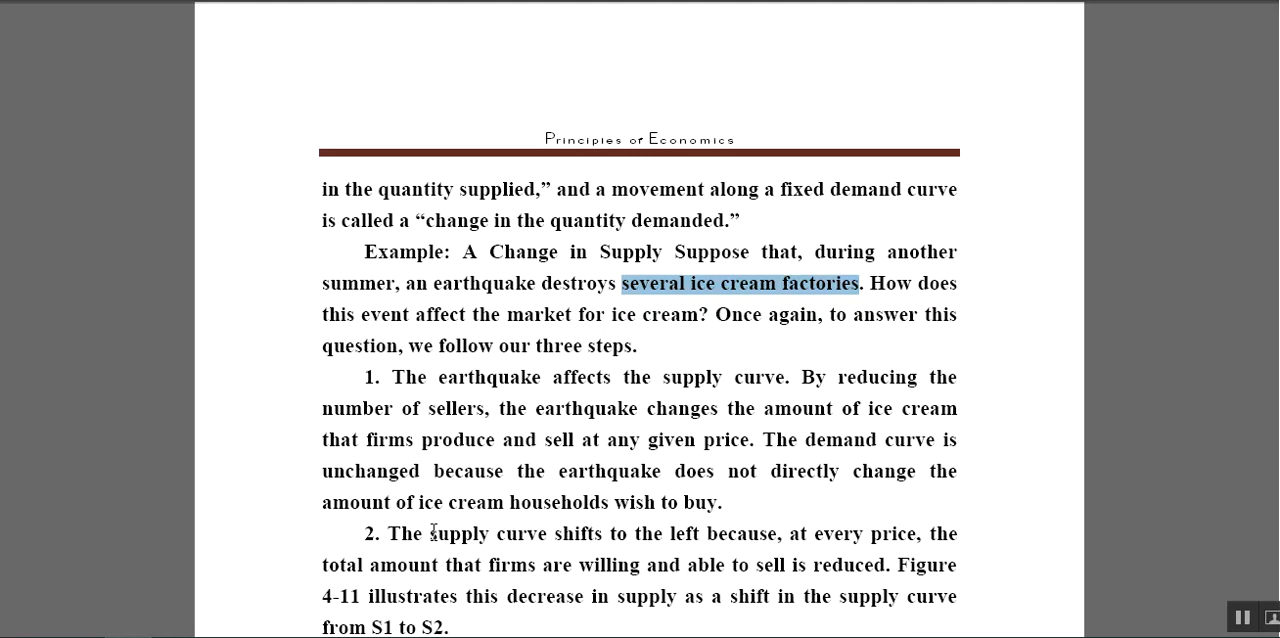 Principles of Economics
in the quantity supplied,” and a movement along a fixed demand curve
is called a “change in the quantity demanded.”
Example: A Change in Supply Suppose that, during another
summer, an earthquake destroys several ice cream factories. How does
this event affect the market for ice cream? Once again, to answer this
question, we follow our three steps.
1. The earthquake affects the supply curve. By reducing the
number of sellers, the earthquake changes the amount of ice cream
that firms produce and sell at any given price. The demand curve is
unchanged because the earthquake does not directly change the
amount of ice cream households wish to buy.
2. The supply curve shifts to the left because, at every price, the
total amount that firms are willing and able to sell is reduced. Figure
4-11 illustrates this decrease in supply as a shift in the supply curve
from S1 to S2.